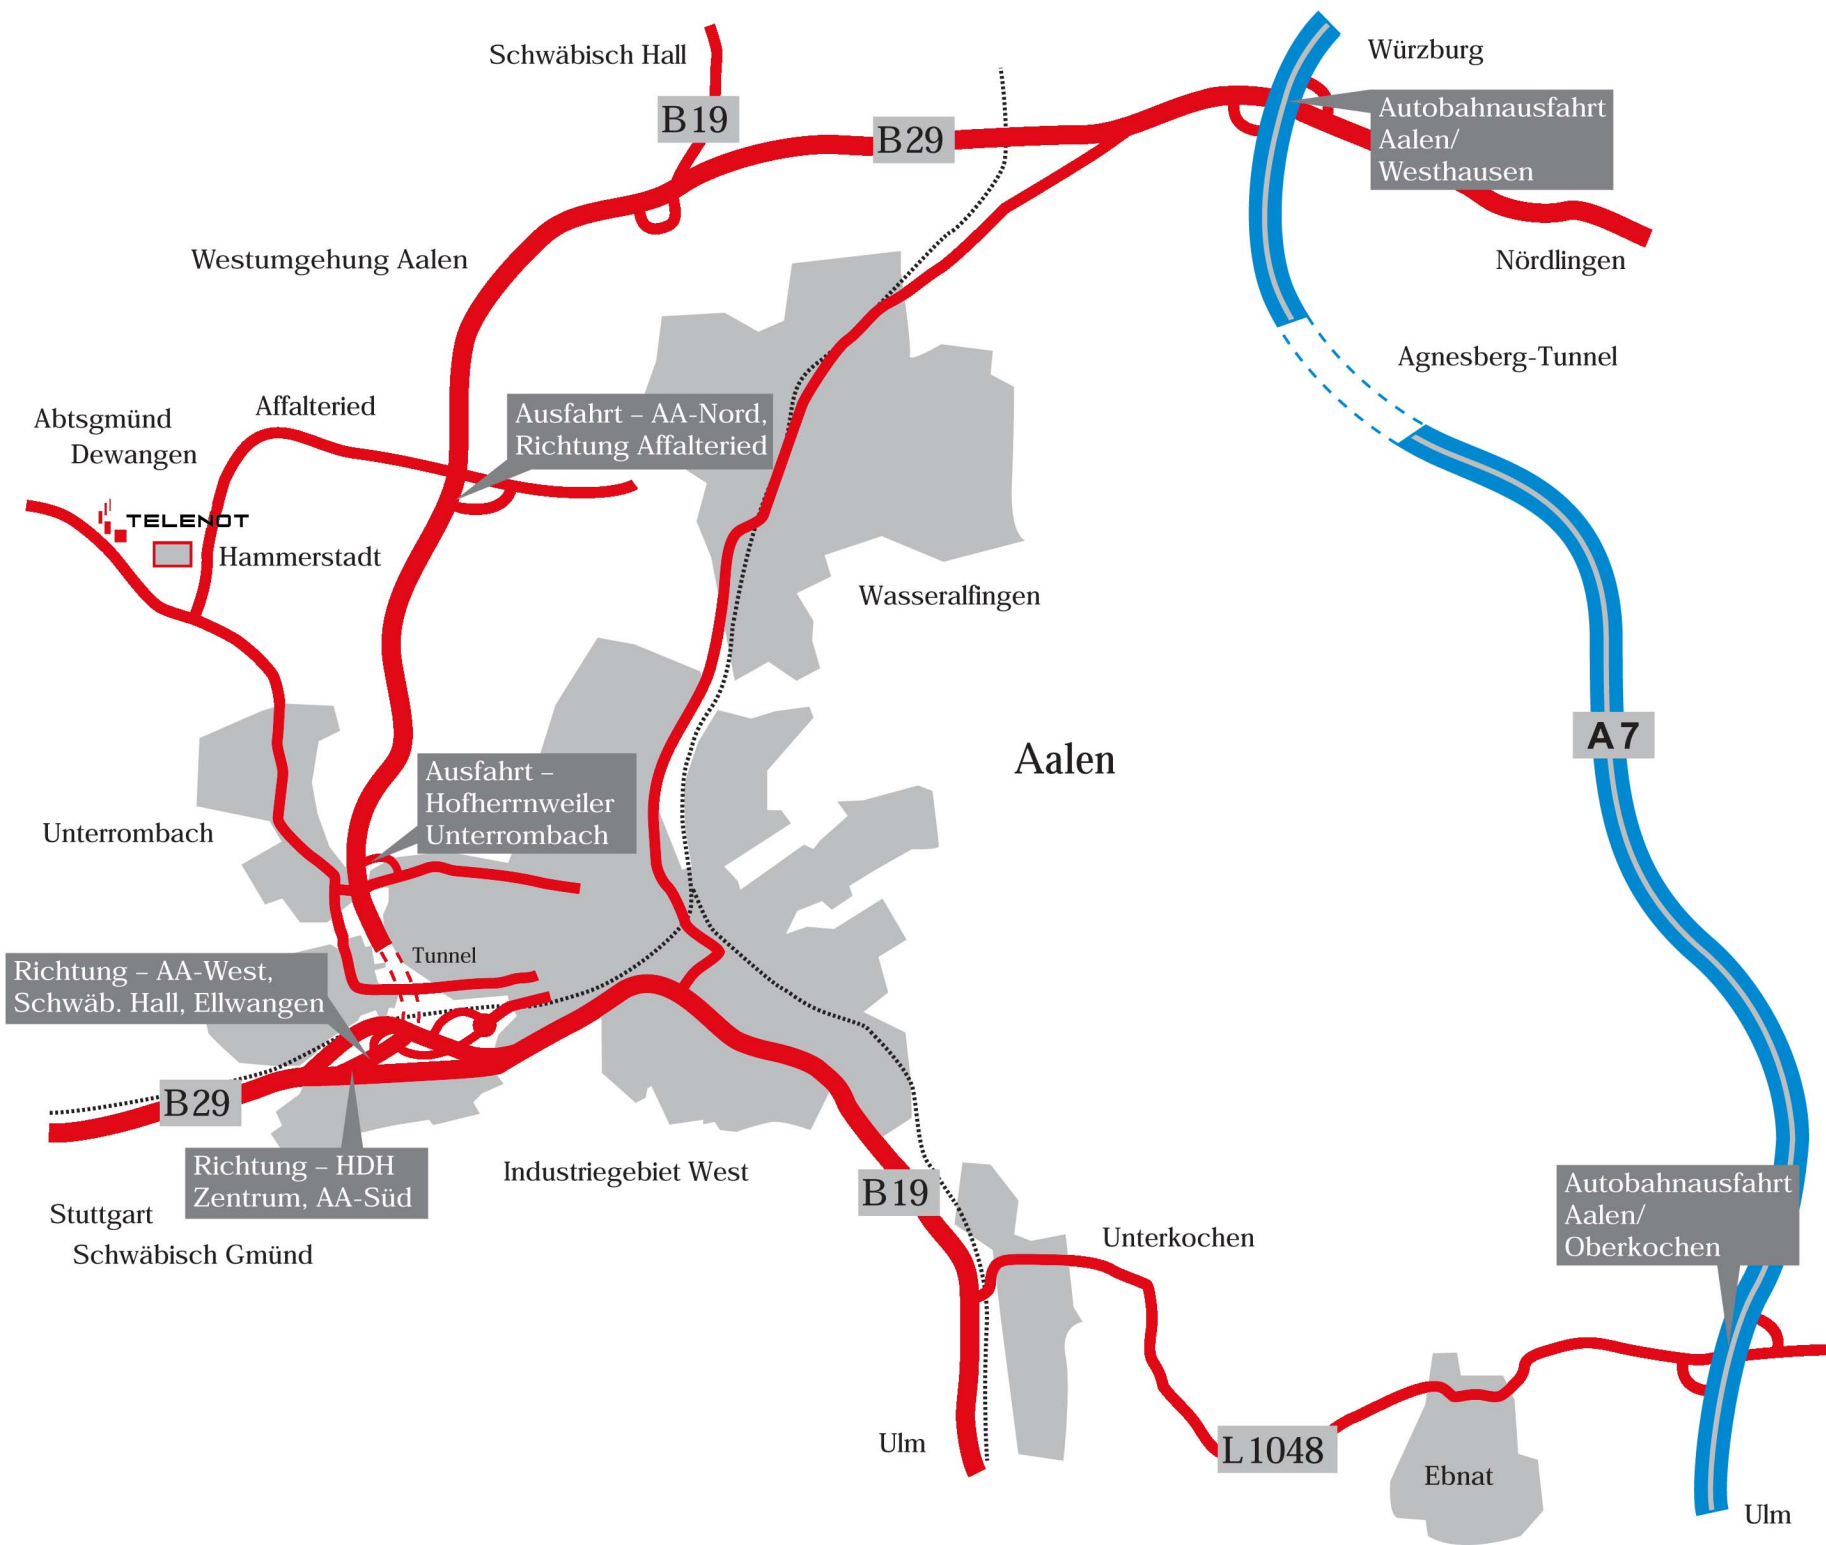 Schwäbisch Hall
Würzburg
B19
B29
Autobahnausfahrt
Aalen/
Westhausen
Westumgehung Aalen
Nördlingen
Agnesberg-Tunnel
Abtsgmünd
Dewangen
Affalteried
Ausfahrt – AA-Nord,
Richtung Affalteried
TELENOT
Hammerstadt
Wasseralfingen
Aalen
A7
Ausfahrt –
Hofherrnweiler
Unterrombach
Unterrombach
Tunnel
Richtung – AA-West,
Schwäb. Hall, Ellwangen
B29
Richtung – HDH
Zentrum, AA-Süd
Industriegebiet West
B19
Autobahnausfahrt
Aalen/
Oberkochen
Stuttgart
Schwäbisch Gmünd
Unterkochen
Ulm
L1048
Ebnat
Ulm